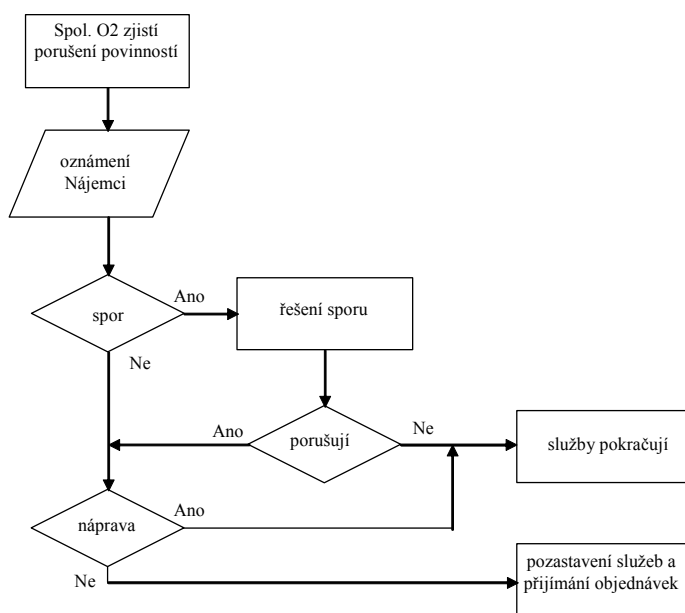 Spol. O2 zjistí
porušení povinností
oznámení
Nájemci
Ano
spor
řešení sporu
Ne
Ano
porušují
Ne
služby pokračují
náprava
Ano
Ne
pozastavení služeb a
přijímání objednávek